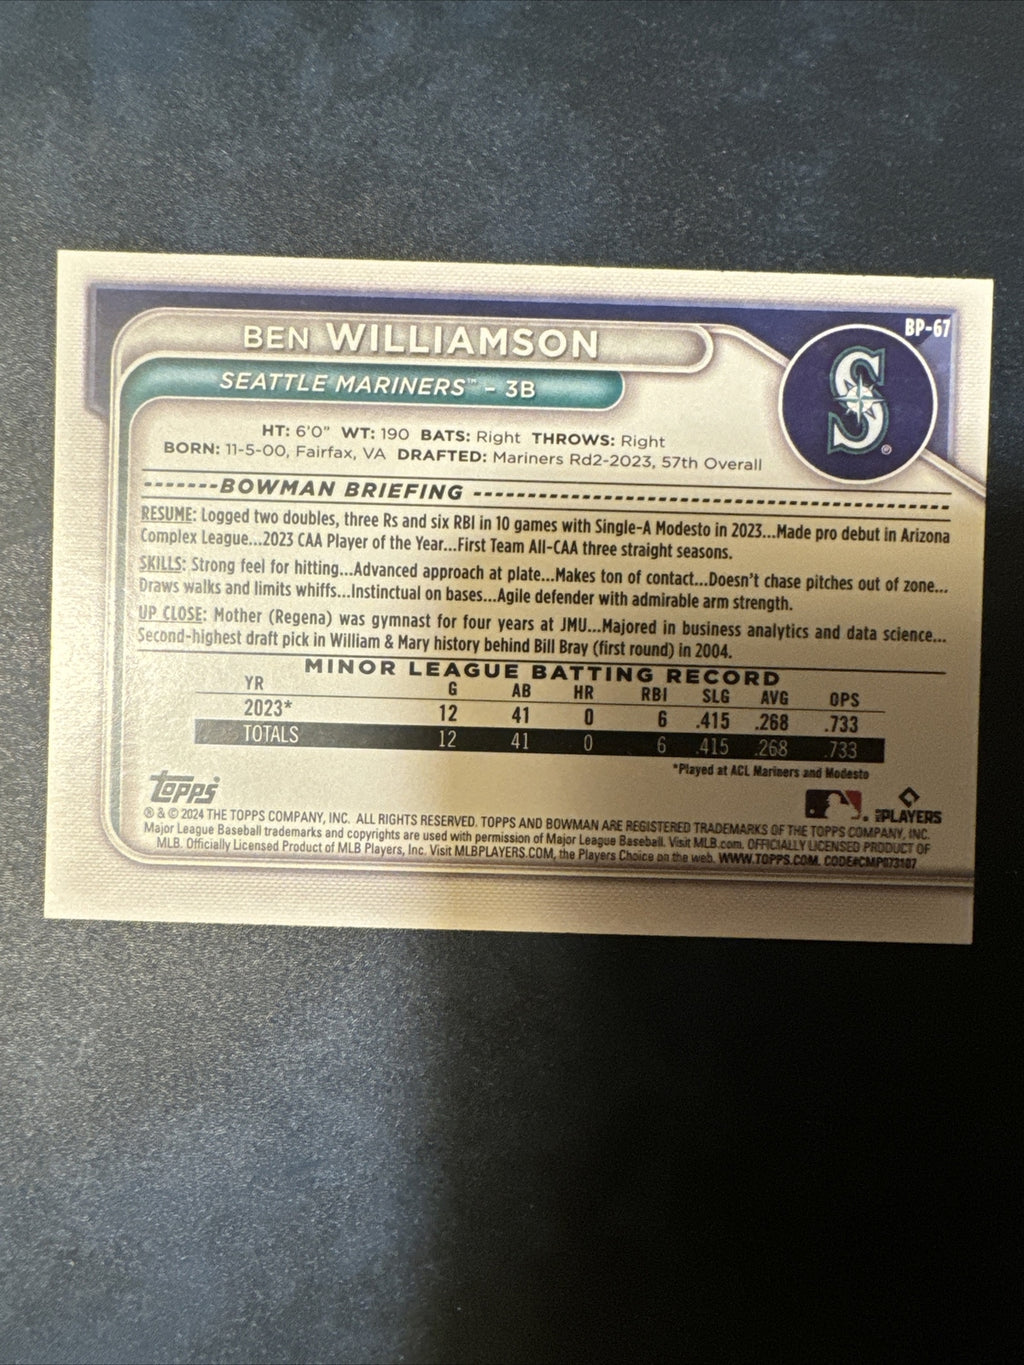 BP-67
BEN WILLIAMSON
SEATTLE MARINERS™ - 3B
S
®
HT: 6'0" WT: 190 BATS: Right THROWS: Right
BORN: 11-5-00, Fairfax, VA DRAFTED: Mariners Rd2-2023, 57th Overall
BOWMAN BRIEFING
RESUME: Logged two doubles, three Rs and six RBI in 10 games with Single-A Modesto in 2023...Made pro debut in Arizona
Complex League...2023 CAA Player of the Year...First Team All-CAA three straight seasons.
SKILLS: Strong feel for hitting...Advanced approach at plate...Makes ton of contact...Doesn't chase pitches out of zone...
Draws walks and limits whiffs...Instinctual on bases...Agile defender with admirable arm strength.
UP CLOSE: Mother (Regena) was gymnast for four years at JMU...Majored in business analytics and data science...
Second-highest draft pick in William & Mary history behind Bill Bray (first round) in 2004.
MINOR LEAGUE BATTING RECORD
YR G AB HR RBI SLG AVG OPS
2023* 12 41 0 6 .415 .268 .733
TOTALS 12 41 0 6 .415 .268 .733
*Played at ACL Mariners and Modesto
TOPPS
PLAYERS
® & © 2024 THE TOPPS COMPANY, INC. ALL RIGHTS RESERVED. TOPPS AND BOWMAN ARE REGISTERED TRADEMARKS OF THE TOPPS COMPANY, INC.
Major League Baseball trademarks and copyrights are used with permission of Major League Baseball. Visit MLB.com. OFFICIALLY LICENSED PRODUCT OF
MLB. Officially Licensed Product of MLB Players, Inc. Visit MLBPLAYERS.COM, the Players Choice on the web. WWW.TOPPS.COM. CODE#CMP073107